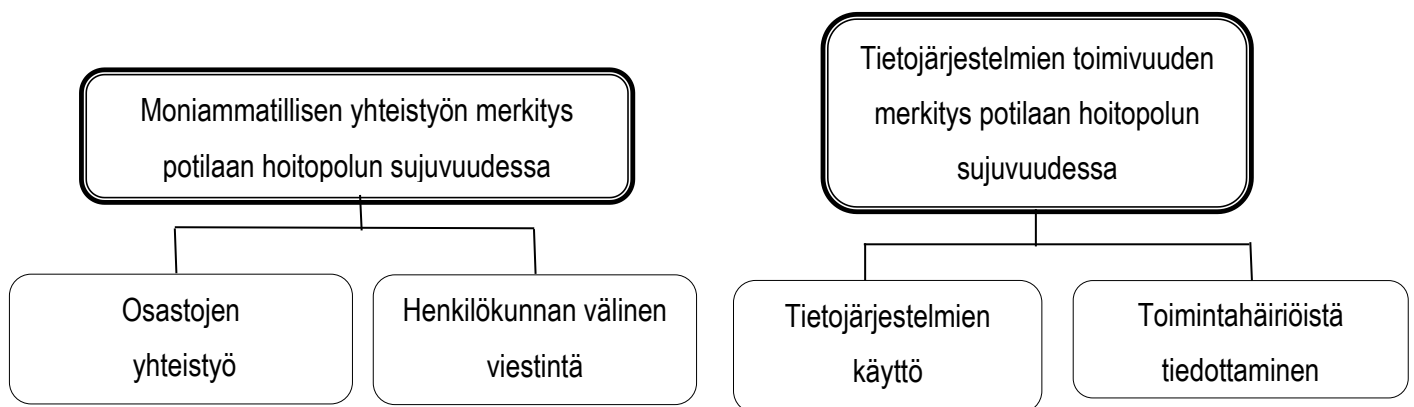 Moniammatillisen yhteistyön merkitys
potilaan hoitopolun sujuvuudessa
Osastojen
yhteistyö
Henkilökunnan välinen
viestintä
Tietojärjestelmien toimivuuden
merkitys potilaan hoitopolun
sujuvuudessa
Tietojärjestelmien
käyttö
Toimintahäiriöistä
tiedottaminen